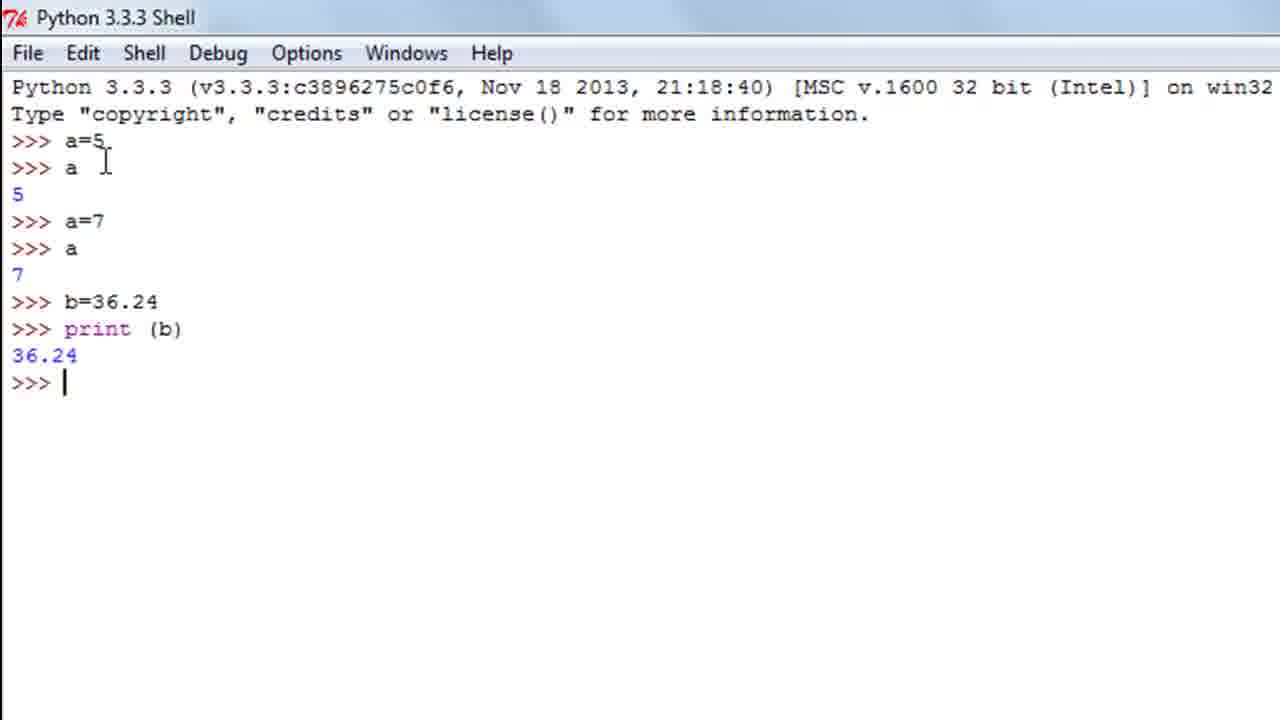 Python 3.3.3 Shell
File Edit Shell Debug Options Windows Help
Python 3.3.3 (v3.3.3:c3896275c0f6, Nov 18 2013, 21:18:40) [MSC v.1600 32 bit (Intel)] on win32
Type "copyright", "credits" or "license()" for more information.
>>> a=5
>>> a
5
>>> a=7
>>> a
7
>>> b=36.24
>>> print (b)
36.24
>>>